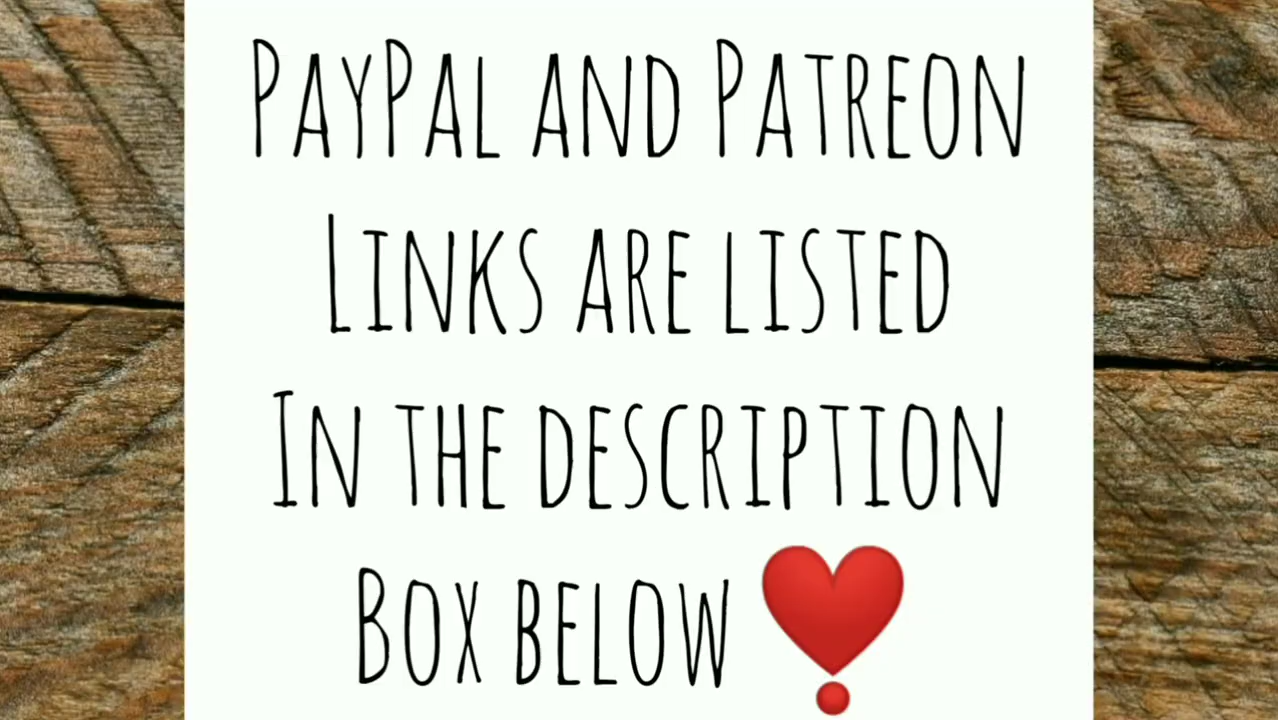 PayPal and Patreon
Links are listed
In the description
Box below ❣️